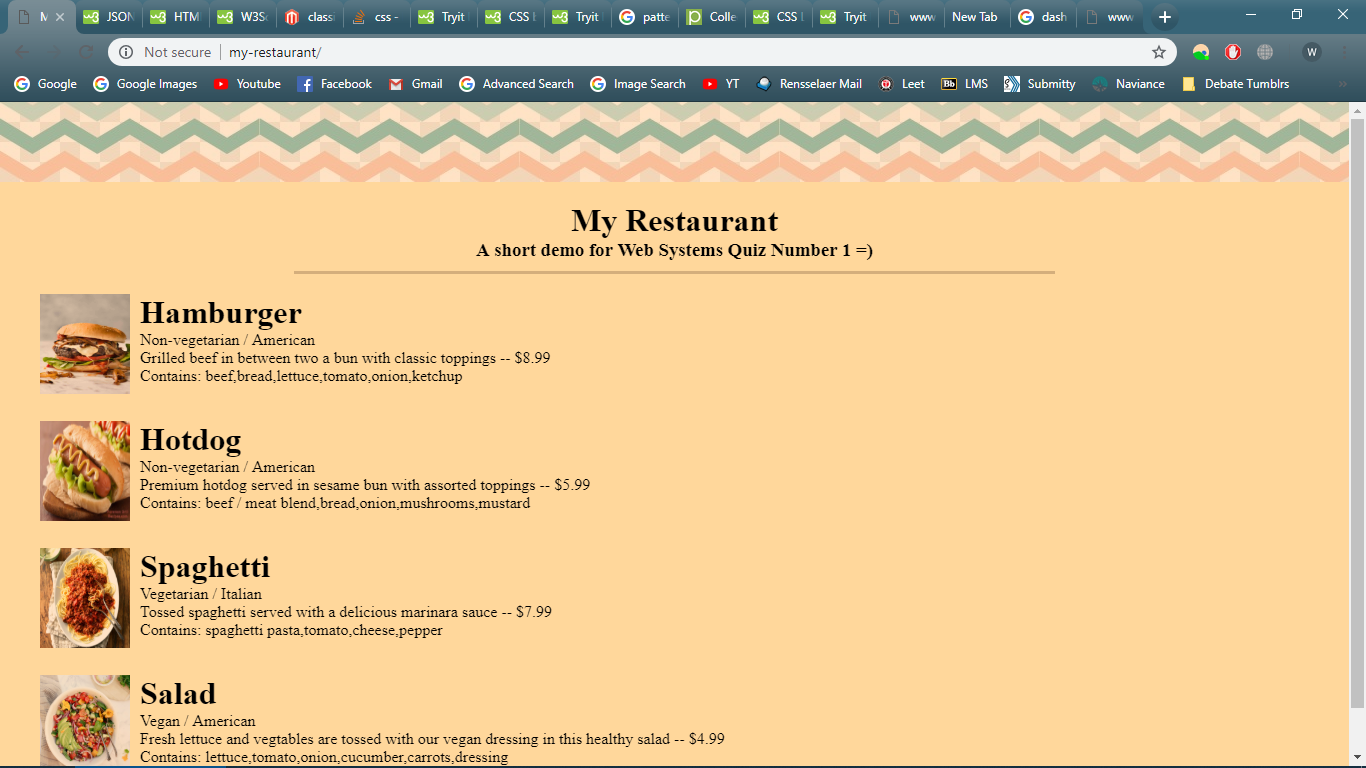 M
JSON
HTM
W3S
classi
css -
Tryit
CSS
Tryit
patte
Colle
CSS
Tryit
www
New Tab
dash
www
Not secure
my-restaurant/
W
Google
Google Images
Youtube
Facebook
Gmail
Advanced Search
Image Search
YT
Rensselaer Mail
Leet
Bb LMS
Submitty
Naviance
Debate Tumblrs
My Restaurant
A short demo for Web Systems Quiz Number 1 =)
Hamburger
Non-vegetarian / American
Grilled beef in between two a bun with classic toppings -- $8.99
Contains: beef,bread,lettuce,tomato,onion,ketchup
Hotdog
Non-vegetarian / American
Premium hotdog served in sesame bun with assorted toppings -- $5.99
Contains: beef / meat blend,bread,onion,mushrooms,mustard
Spaghetti
Vegetarian / Italian
Tossed spaghetti served with a delicious marinara sauce -- $7.99
Contains: spaghetti pasta,tomato,cheese,pepper
Salad
Vegan / American
Fresh lettuce and vegtables are tossed with our vegan dressing in this healthy salad -- $4.99
Contains: lettuce,tomato,onion,cucumber,carrots,dressing